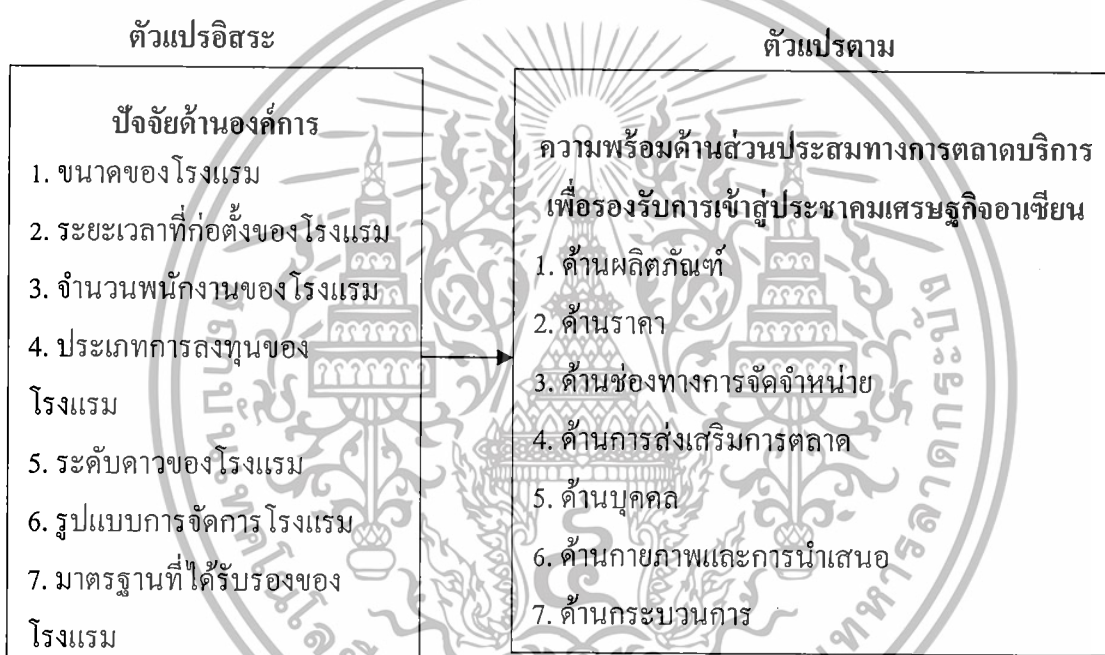 ตัวแปรอิสระ
ปัจจัยด้านองค์การ
1. ขนาดของโรงแรม
2. ระยะเวลาที่ก่อตั้งของโรงแรม
3. จำนวนพนักงานของโรงแรม
4. ประเภทการลงทุนของ
โรงแรม
5. ระดับดาวของโรงแรม
6. รูปแบบการจัดการโรงแรม
7. มาตรฐานที่ได้รับรองของ
โรงแรม
ตัวแปรตาม
ความพร้อมด้านส่วนประสมทางการตลาดบริการ
เพื่อรองรับการเข้าสู่ประชาคมเศรษฐกิจอาเซียน
1. ด้านผลิตภัณฑ์
2. ด้านราคา
3. ด้านช่องทางการจัดจำหน่าย
4. ด้านการส่งเสริมการตลาด
5. ด้านบุคคล
6. ด้านกายภาพและการนำเสนอ
7. ด้านกระบวนการ